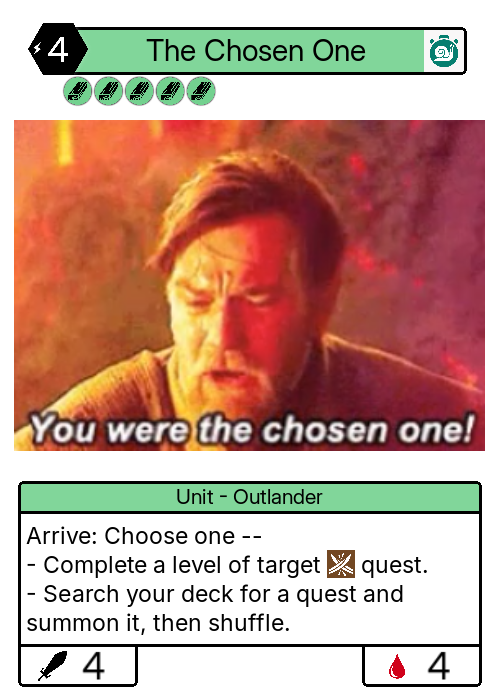 4 The Chosen One
You were the chosen one!
Unit - Outlander
Arrive: Choose one --
- Complete a level of target quest.
- Search your deck for a quest and
summon it, then shuffle.
4 4